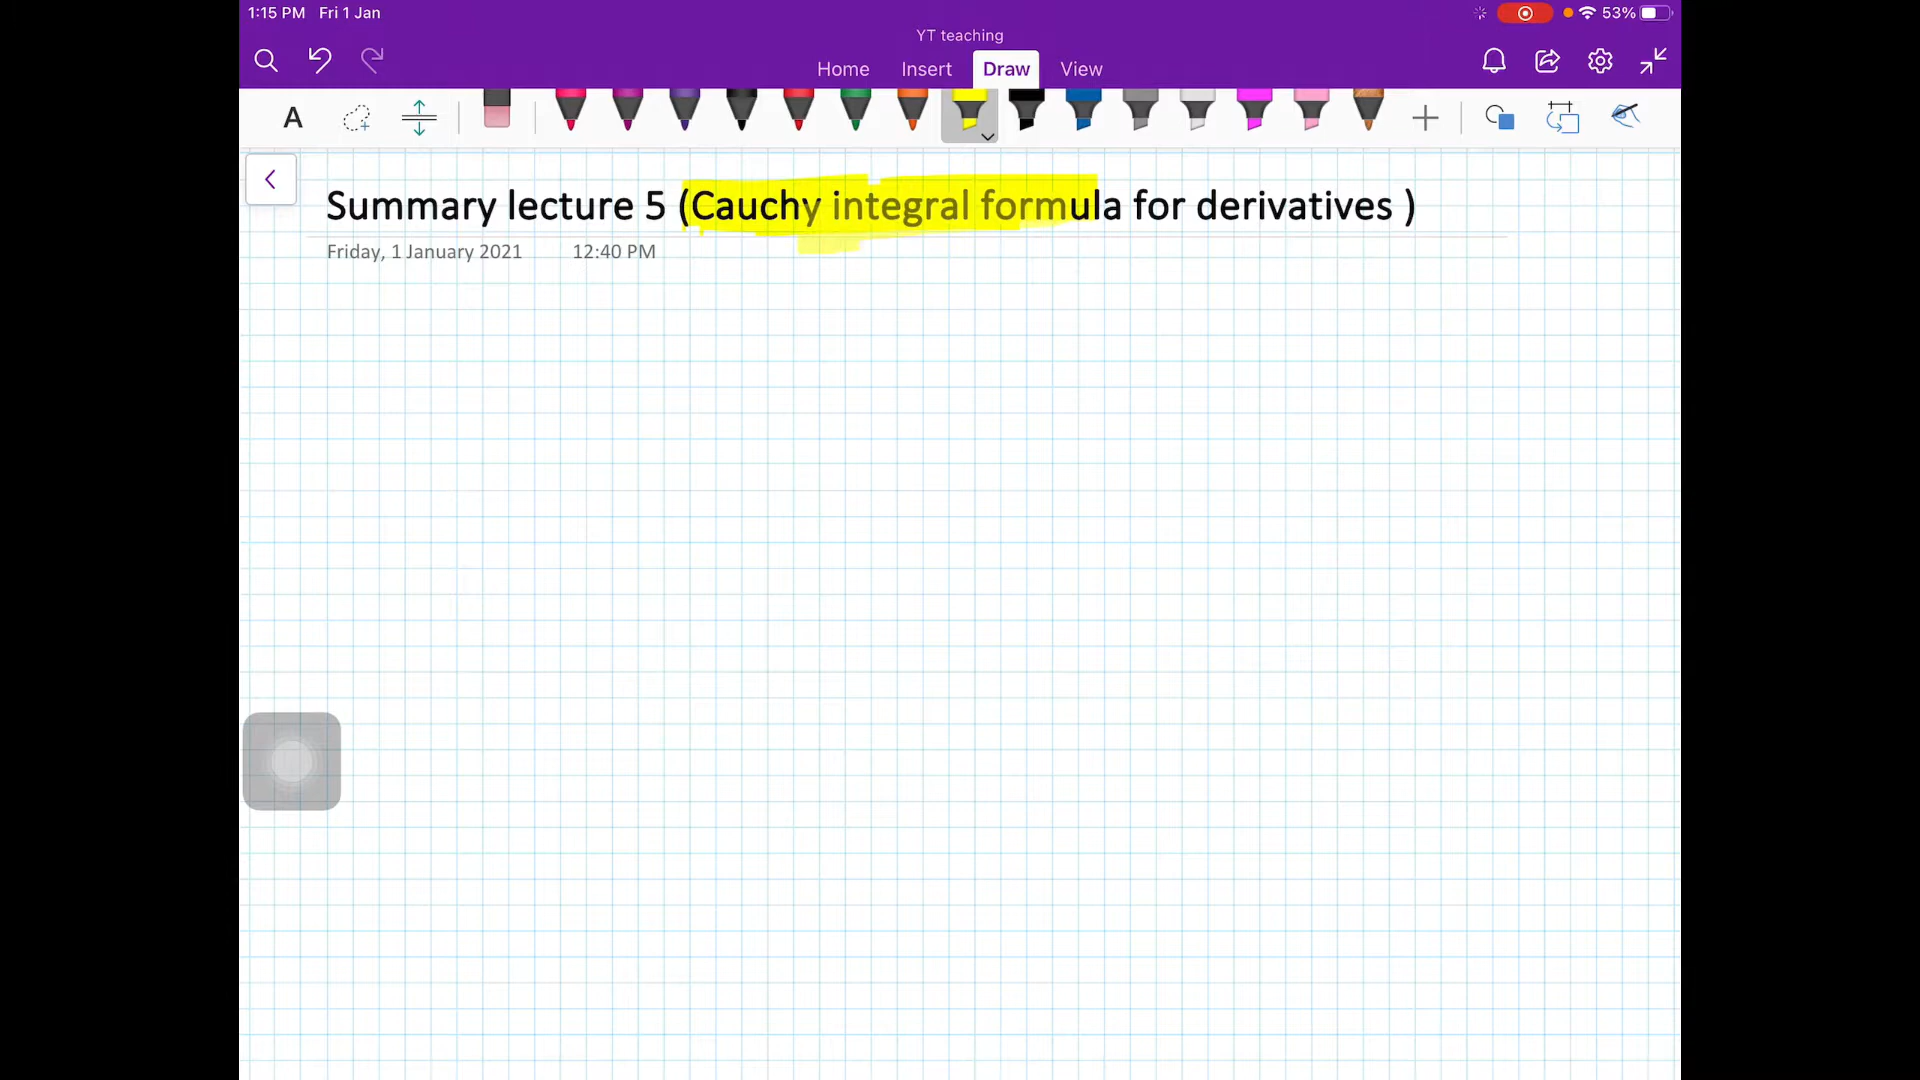 1:15 PM Fri 1 Jan 53%
YT teaching
Home Insert Draw View
A
Summary lecture 5 (Cauchy integral formula for derivatives )
Friday, 1 January 2021 12:40 PM